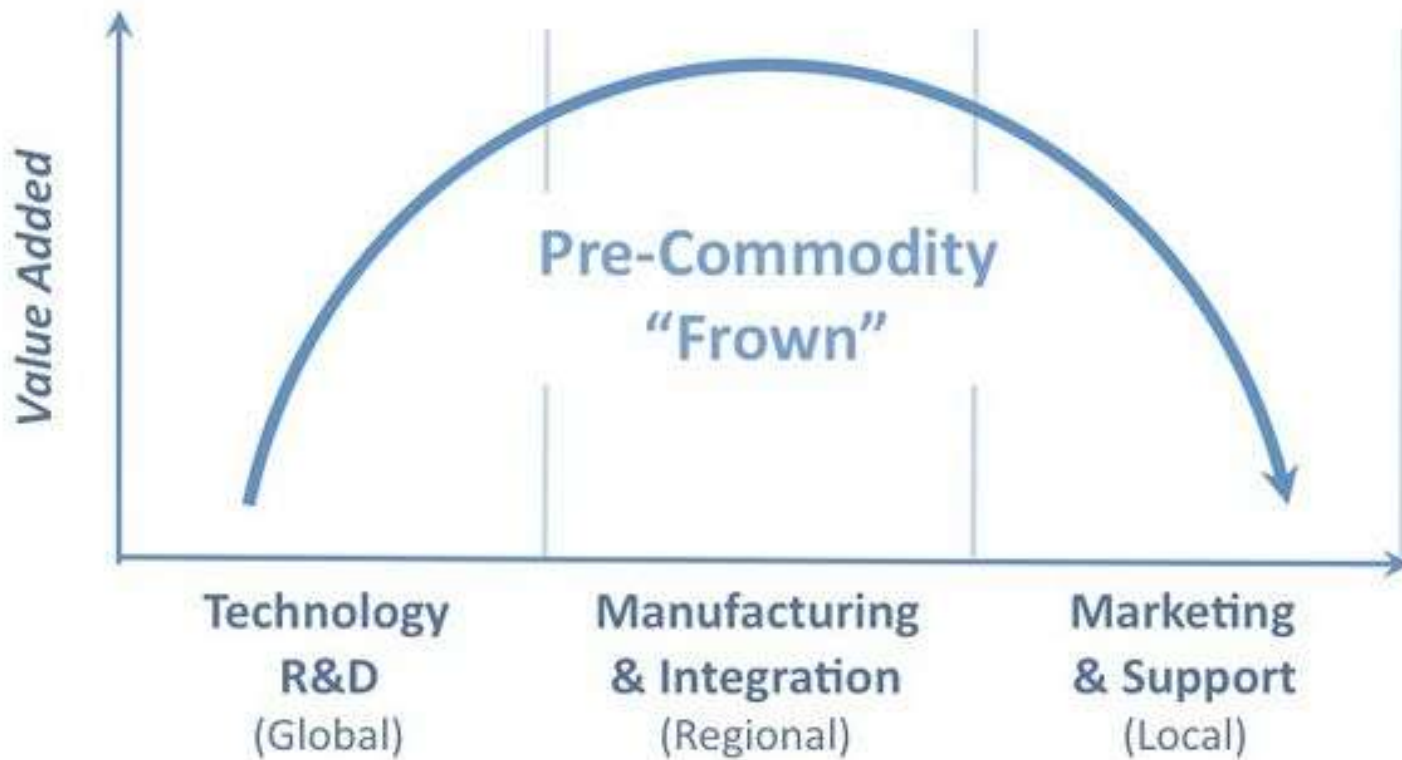 Value Added
Pre-Commodity
“Frown”
Technology
R&D
(Global)
Manufacturing
& Integration
(Regional)
Marketing
& Support
(Local)